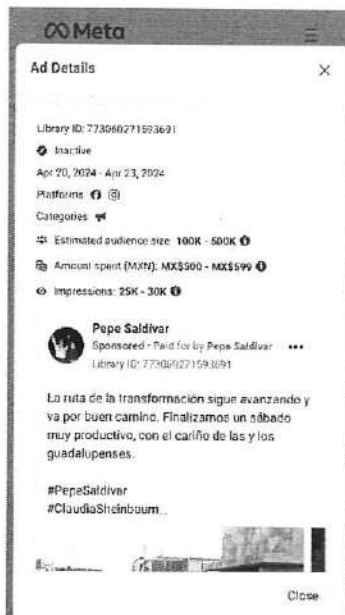 Meta
Ad Details
Library ID: 773060271593691
Inactive
Apr 20, 2024 - Apr 23, 2024
Platforms
Categories
Estimated audience size: 100K - 500K
Amount spent (MXN): MX$500 - MX$599
Impressions: 25K - 30K
Pepe Saldívar
Sponsored • Paid for by Pepe Saldívar
Library ID: 773060271593691
La ruta de la transformación sigue avanzando y
va por buen camino. Finalizamos un sábado
muy productivo, con el cariño de las y los
guadalupenses.
#PepeSaldívar
#ClaudiaSheinbaum...
Close